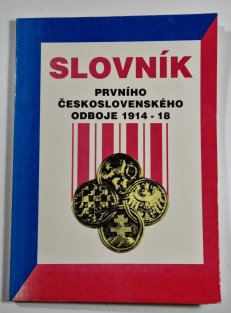 SLOVNÍK
PRVNÍHO
ČESKOSLOVENSKÉHO
ODBOJE 1914 - 18